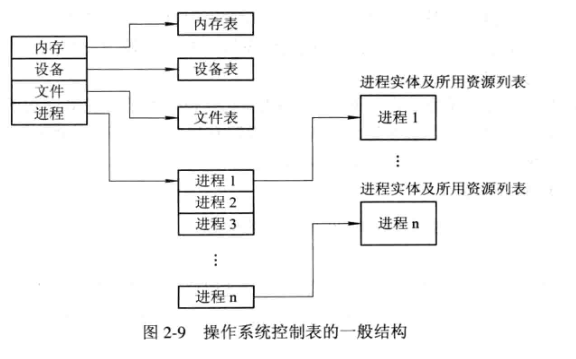 内存
设备
文件
进程
内存表
设备表
文件表
进程 1
进程 2
进程 3
⋮
进程 n
进程实体及所用资源列表
进程 1
⋮
进程实体及所用资源列表
进程 n
图 2-9 操作系统控制表的一般结构